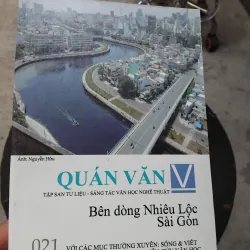 Ảnh: Nguyễn Hữu
QUÁN VĂN
TẬP SAN TƯ LIỆU - SÁNG TÁC VĂN HỌC NGHỆ THUẬT
Bên dòng Nhiêu Lộc
Sài Gòn
021
VỚI CÁC MỤC THƯỜNG XUYÊN: SỐNG & VIẾT